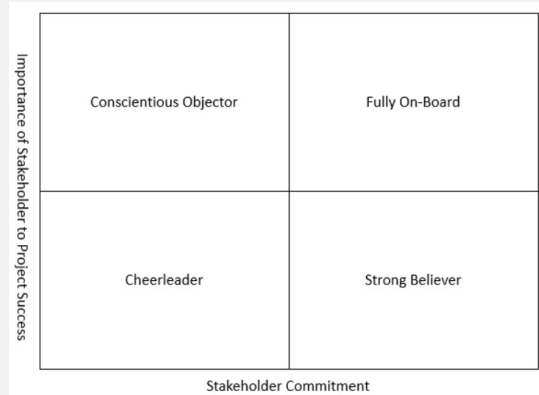 Importance of Stakeholder to Project Success
Conscientious Objector
Fully On-Board
Cheerleader
Strong Believer
Stakeholder Commitment